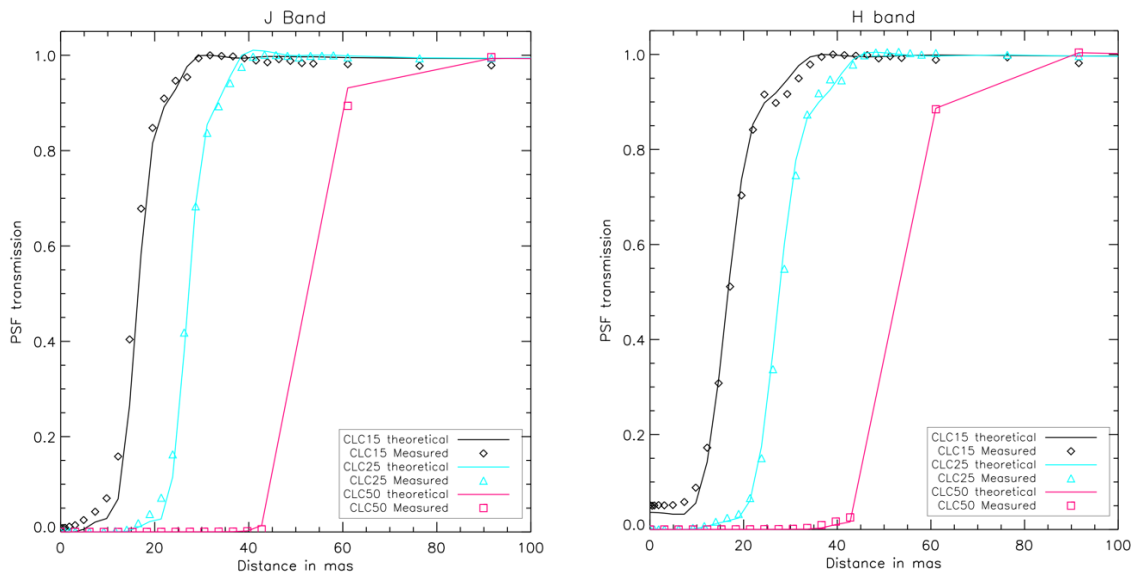 J Band
1.0
0.8
0.6
0.4
0.2
0.0
PSF transmission
0 20 40 60 80 100
Distance in mas
CLC15 theoretical
CLC15 Measured
CLC25 theoretical
CLC25 Measured
CLC50 theoretical
CLC50 Measured
H band
1.0
0.8
0.6
0.4
0.2
0.0
PSF transmission
0 20 40 60 80 100
Distance in mas
CLC15 theoretical
CLC15 Measured
CLC25 theoretical
CLC25 Measured
CLC50 theoretical
CLC50 Measured